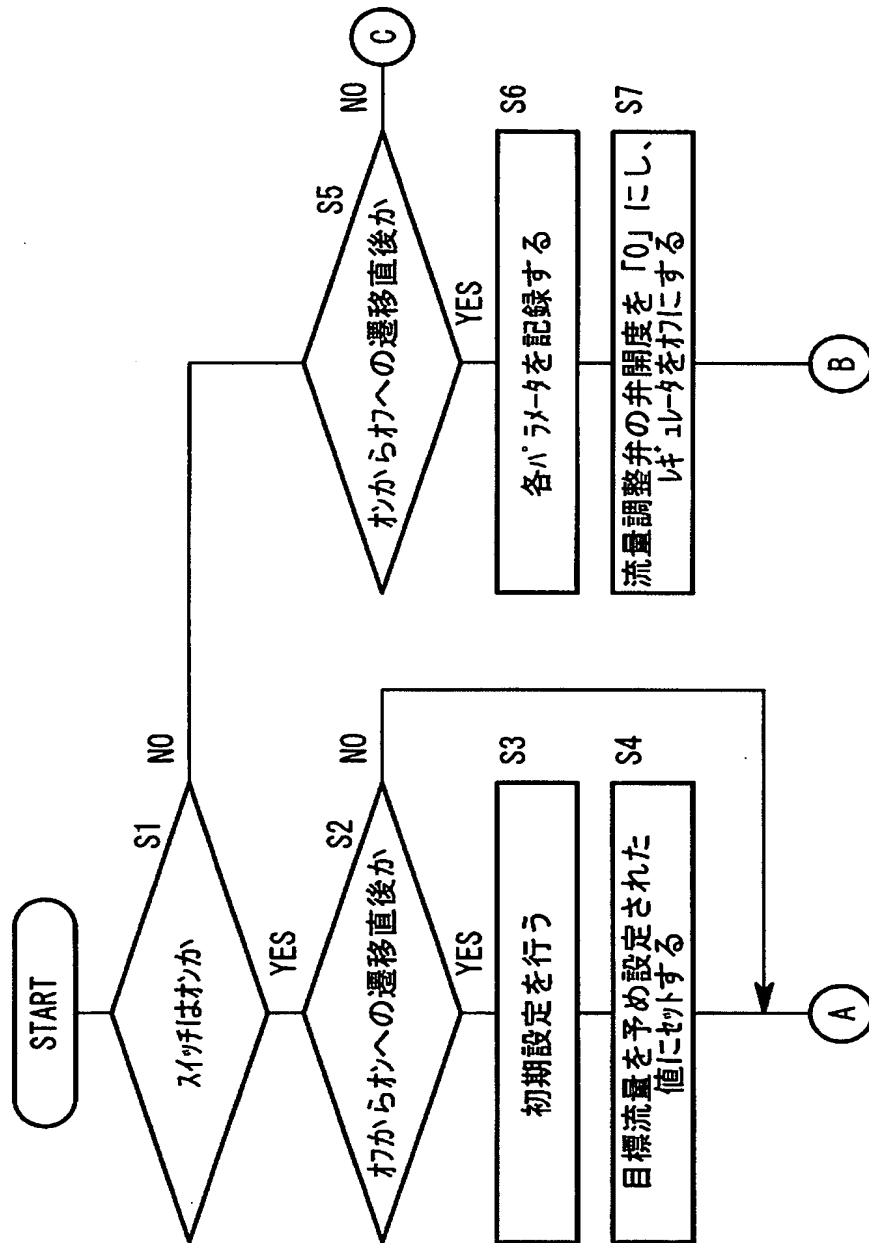 START
スイッチはオンか
S1
NO
YES
オフからオンへの遷移直後か
S2
NO
YES
初期設定を行う
S3
目標流量を予め設定された
値にセットする
S4
A
オンからオフへの遷移直後か
S5
NO
C
YES
各パラメータを記録する
S6
流量調整弁の弁開度を「0」にし、
レギュレータをオフにする
S7
B